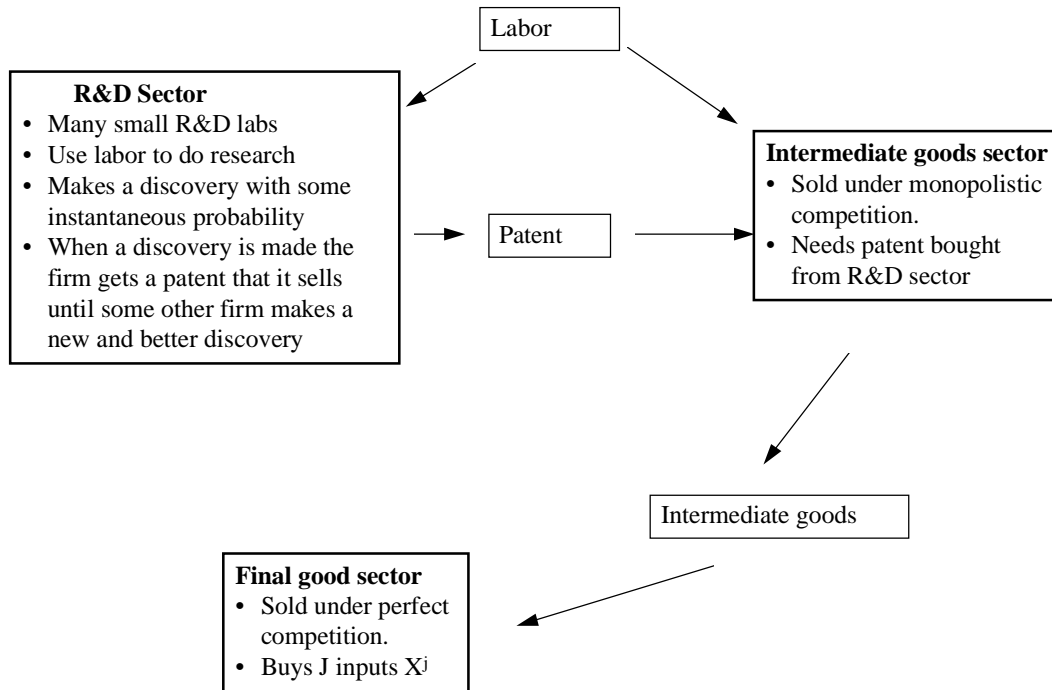 Labor
R&D Sector
• Many small R&D labs
• Use labor to do research
• Makes a discovery with some
instantaneous probability
• When a discovery is made the
firm gets a patent that it sells
until some other firm makes a
new and better discovery
Patent
Intermediate goods sector
• Sold under monopolistic
competition.
• Needs patent bought
from R&D sector
Intermediate goods
Final good sector
• Sold under perfect
competition.
• Buys J inputs Xʲ